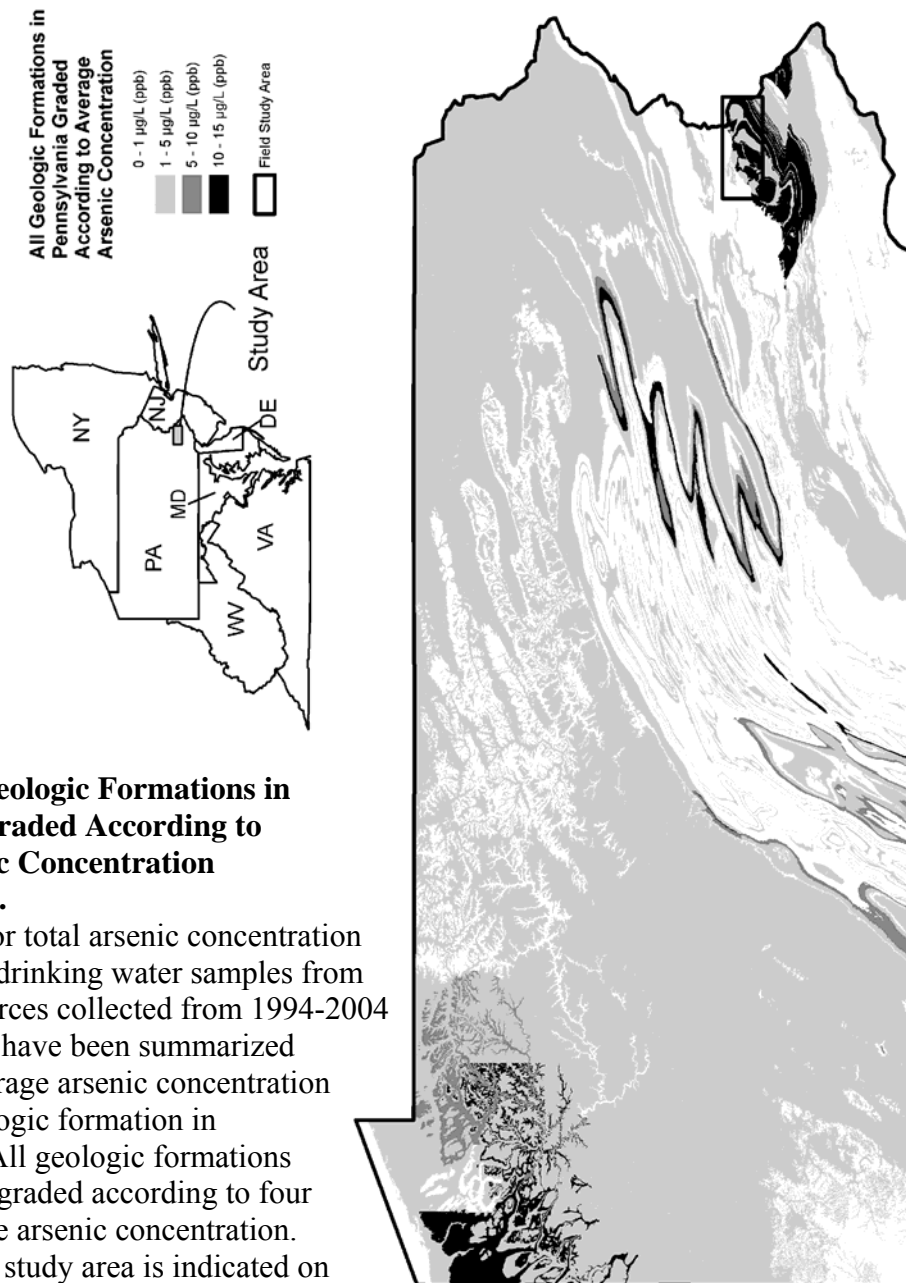 All Geologic Formations in
Pennsylvania Graded
According to Average
Arsenic Concentration
0 - 1 µg/L (ppb)
1 - 5 µg/L (ppb)
5 - 10 µg/L (ppb)
10 - 15 µg/L (ppb)
Field Study Area
NY
PA
NJ
MD
DE
WV
VA
Study Area
eologic Formations in
raded According to
c Concentration
.
or total arsenic concentration
drinking water samples from
rces collected from 1994-2004
have been summarized
rage arsenic concentration
logic formation in
All geologic formations
graded according to four
e arsenic concentration.
study area is indicated on